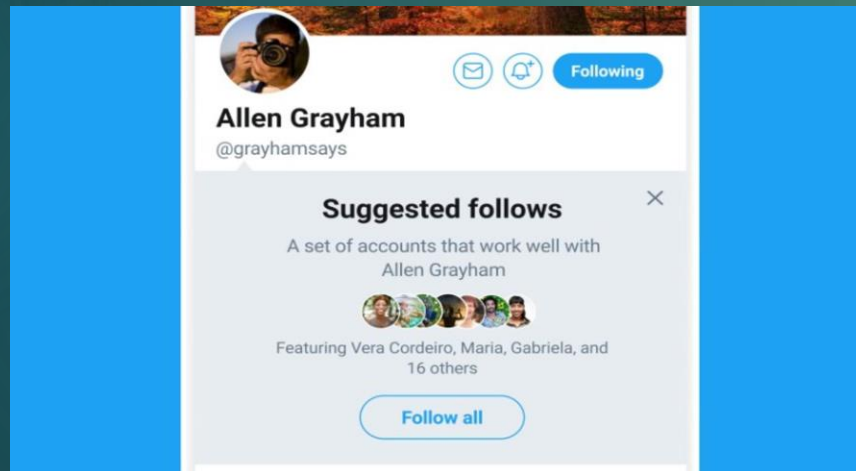 Following
Allen Grayham
@grayhamsays
Suggested follows
A set of accounts that work well with
Allen Grayham
Featuring Vera Cordeiro, Maria, Gabriela, and
16 others
Follow all